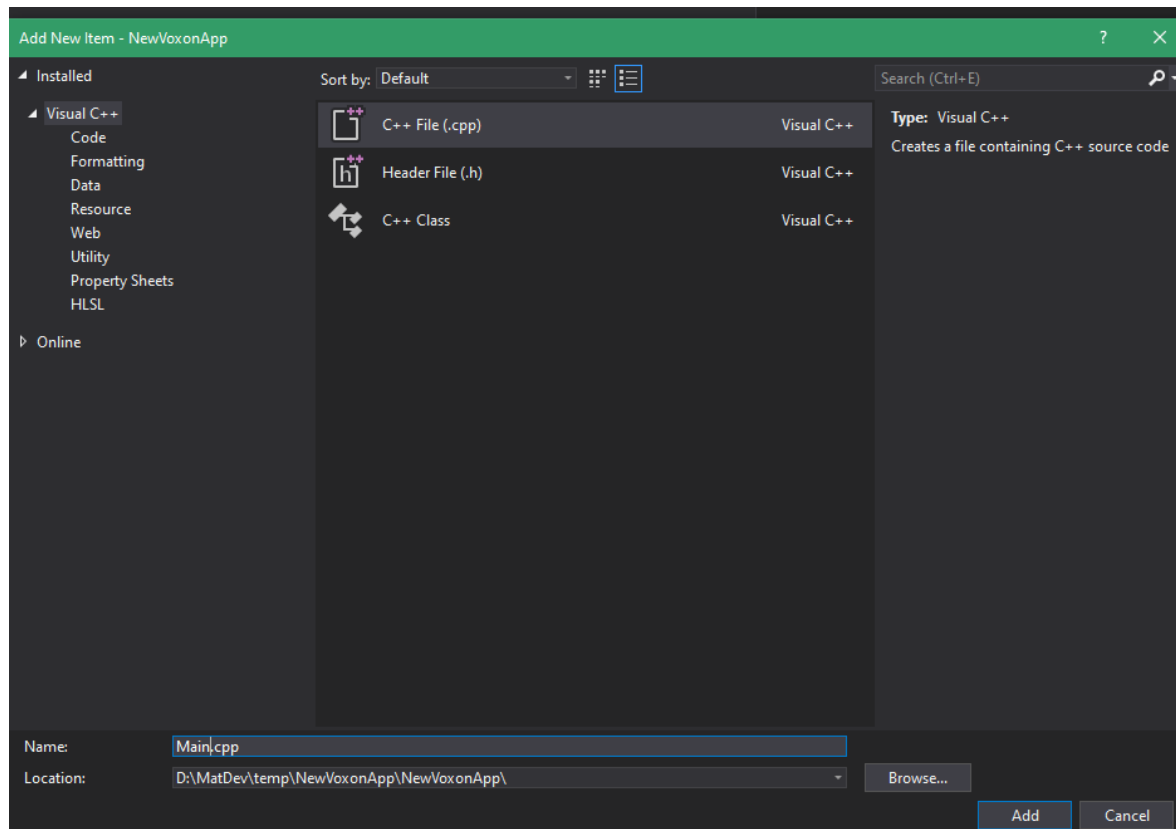 Add New Item - NewVoxonApp ?
Installed
Visual C++
Code
Formatting
Data
Resource
Web
Utility
Property Sheets
HLSL
Online
Sort by: Default
C++ File (.cpp) Visual C++
Header File (.h) Visual C++
C++ Class Visual C++
Search (Ctrl+E)
Type: Visual C++
Creates a file containing C++ source code
Name: Main.cpp
Location: D:\MatDev\temp\NewVoxonApp\NewVoxonApp\
Browse...
Add Cancel